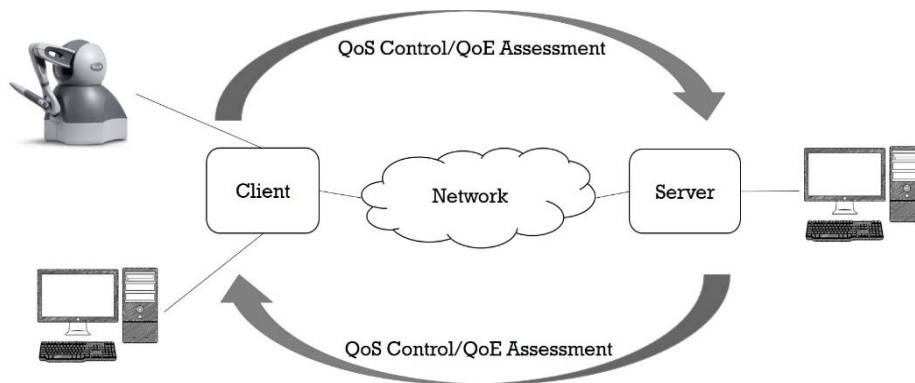 QoS Control/QoE Assessment
Client
Network
Server
QoS Control/QoE Assessment